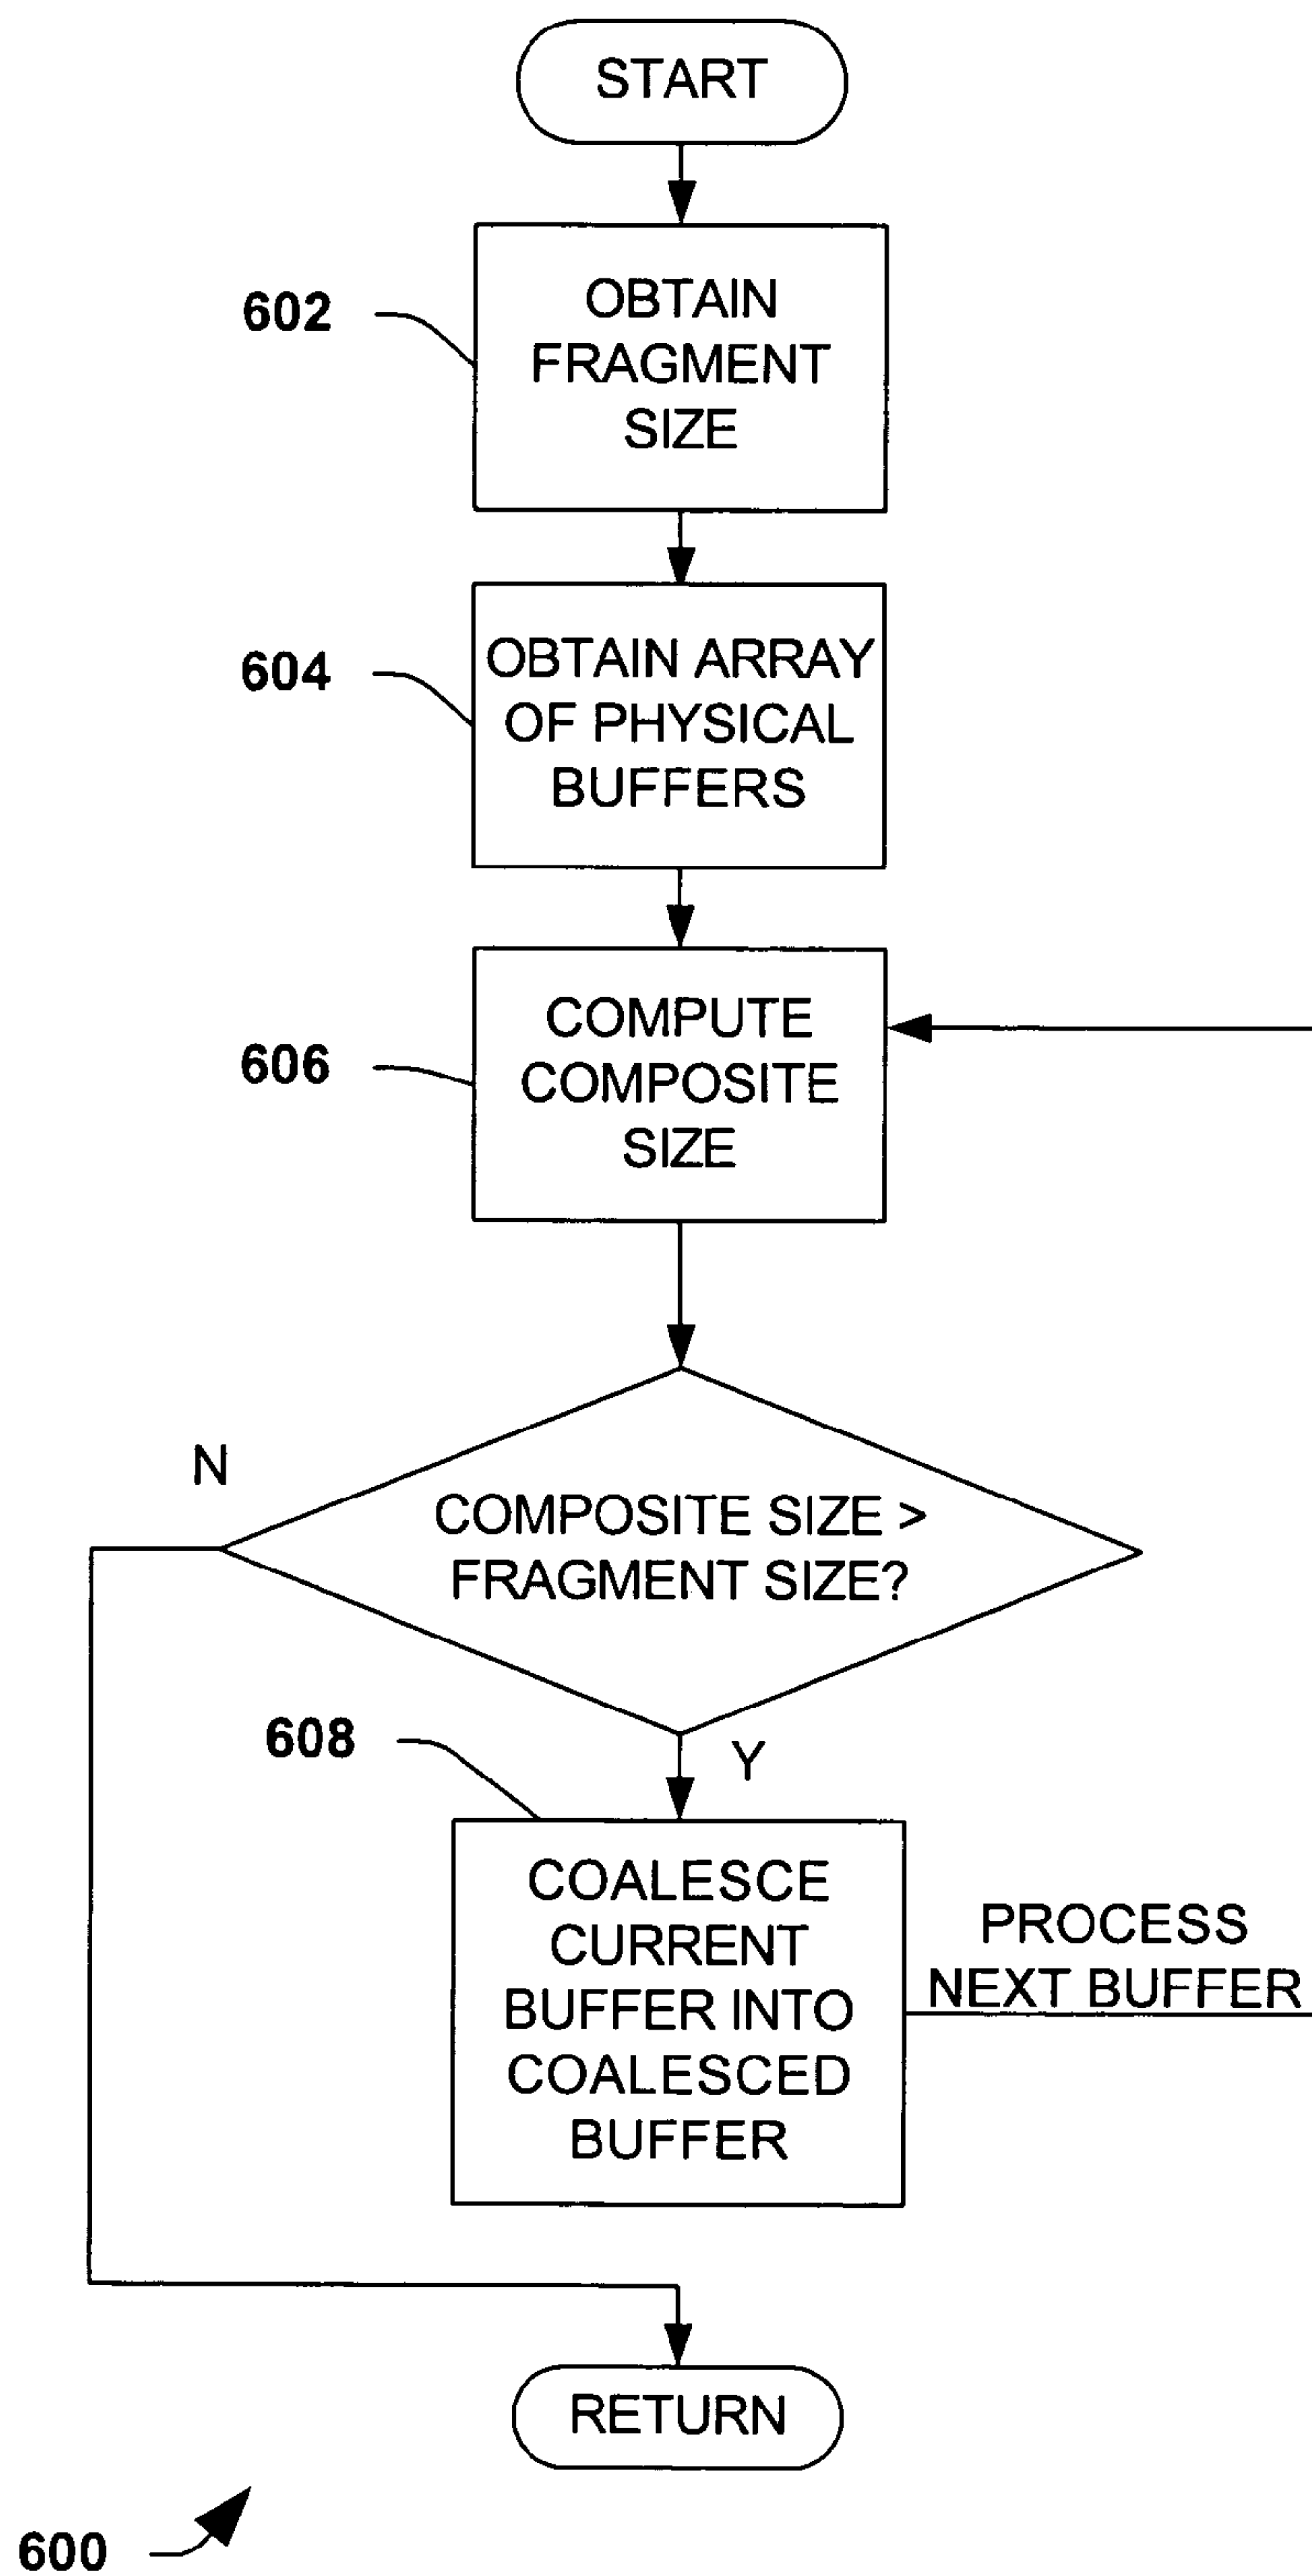 START
602
OBTAIN
FRAGMENT
SIZE
604
OBTAIN ARRAY
OF PHYSICAL
BUFFERS
606
COMPUTE
COMPOSITE
SIZE
N
COMPOSITE SIZE >
FRAGMENT SIZE?
608
Y
COALESCE
CURRENT
BUFFER INTO
COALESCED
BUFFER
PROCESS
NEXT BUFFER
RETURN
600